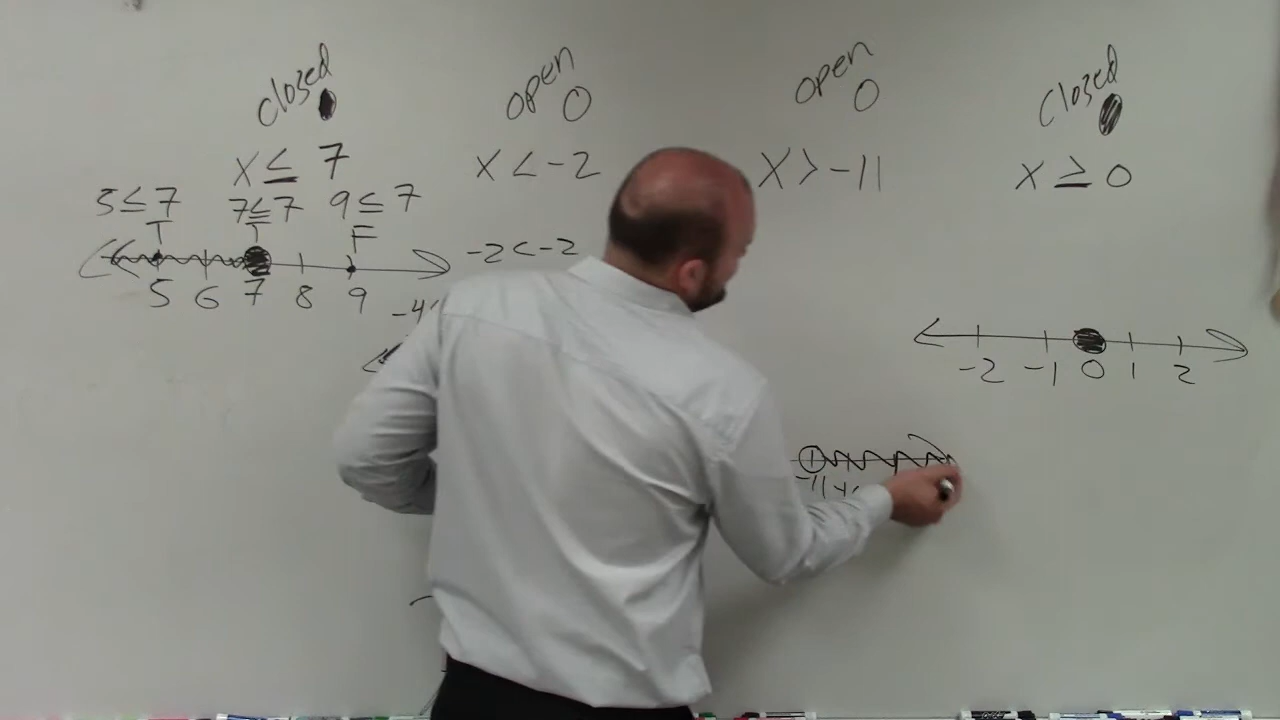 closed
x ≤ 7
5 ≤ 7 7 ≤ 7 9 ≤ 7
T T F
5 6 7 8 9
open
x < -2
-2 < -2
open
x > -11
-11
closed
x ≥ 0
-2 -1 0 1 2